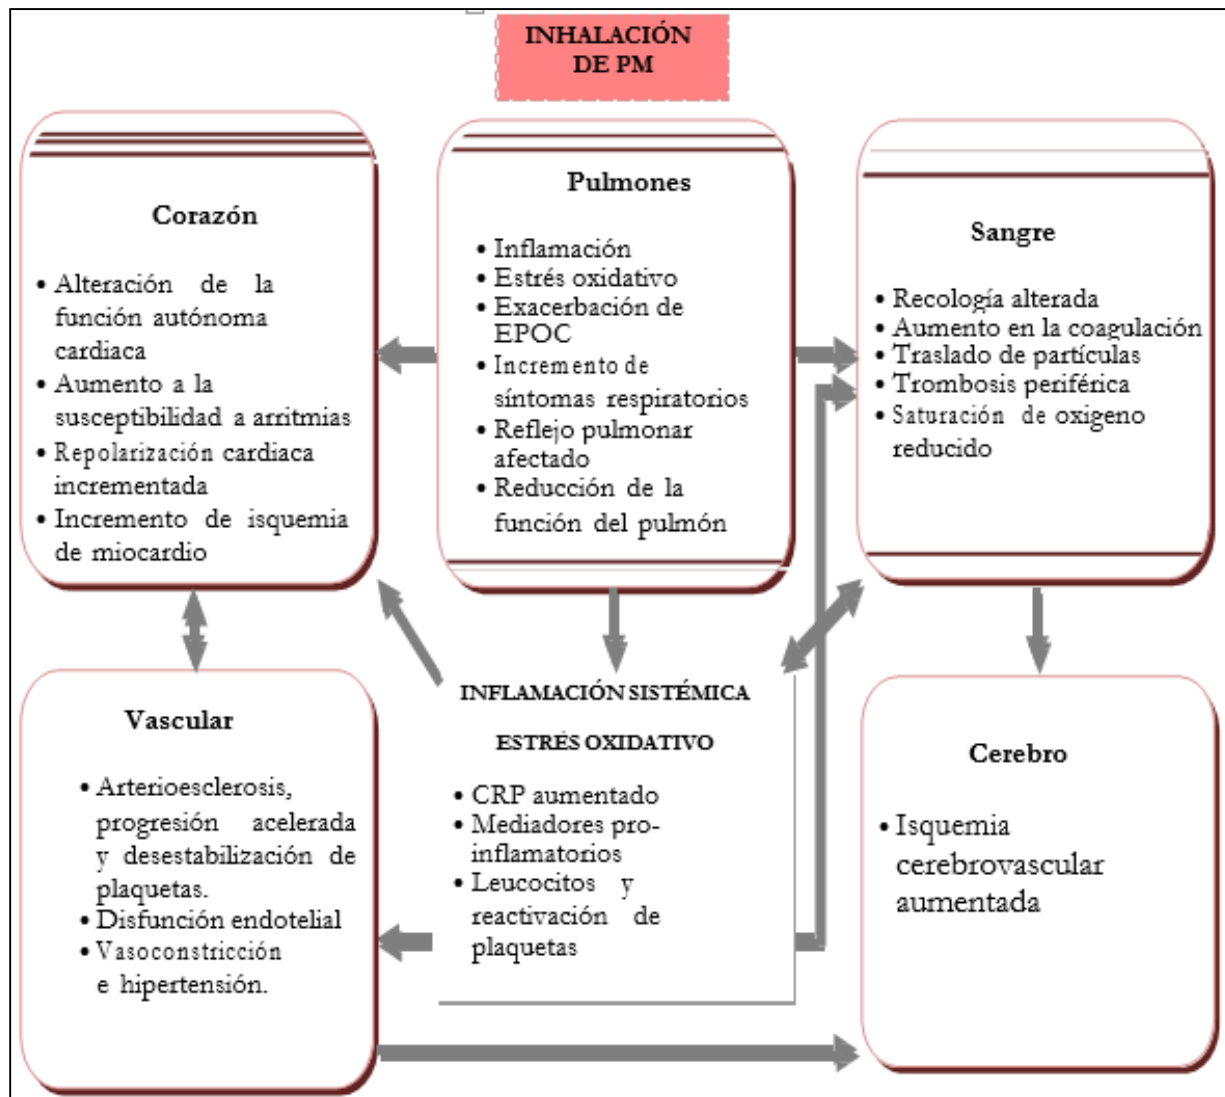 INHALACIÓN
DE PM
Corazón
• Alteración de la
función autónoma
cardiaca
• Aumento a la
susceptibilidad a arritmias
• Repolarización cardiaca
incrementada
• Incremento de isquemia
de miocardio
Pulmones
• Inflamación
• Estrés oxidativo
• Exacerbación de
EPOC
• Incremento de
síntomas respiratorios
• Reflejo pulmonar
afectado
• Reducción de la
función del pulmón
Sangre
• Recología alterada
• Aumento en la coagulación
• Traslado de partículas
• Trombosis periférica
• Saturación de oxigeno
reducido
Vascular
• Arterioesclerosis,
progresión acelerada
y desestabilización de
plaquetas.
• Disfunción endotelial
• Vasoconstricción
e hipertensión.
INFLAMACIÓN SISTÉMICA
ESTRÉS OXIDATIVO
• CRP aumentado
• Mediadores pro-
inflamatorios
• Leucocitos y
reactivación de
plaquetas
Cerebro
• Isquemia
cerebrovascular
aumentada